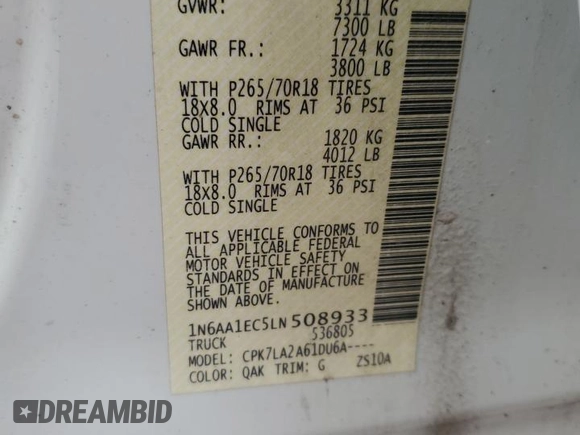 GVWR: 3311 KG
7300 LB
GAWR FR.: 1724 KG
3800 LB
WITH P265/70R18 TIRES
18X8.0 RIMS AT 36 PSI
COLD SINGLE
GAWR RR.: 1820 KG
4012 LB
WITH P265/70R18 TIRES
18X8.0 RIMS AT 36 PSI
COLD SINGLE
THIS VEHICLE CONFORMS TO
ALL APPLICABLE FEDERAL
MOTOR VEHICLE SAFETY
STANDARDS IN EFFECT ON
THE DATE OF MANUFACTURE
SHOWN ABOVE.
1N6AA1EC5LN508933
TRUCK 536805
MODEL: CPK7LA2A61DU6A----
COLOR: QAK TRIM: G ZS10A
DREAMBID